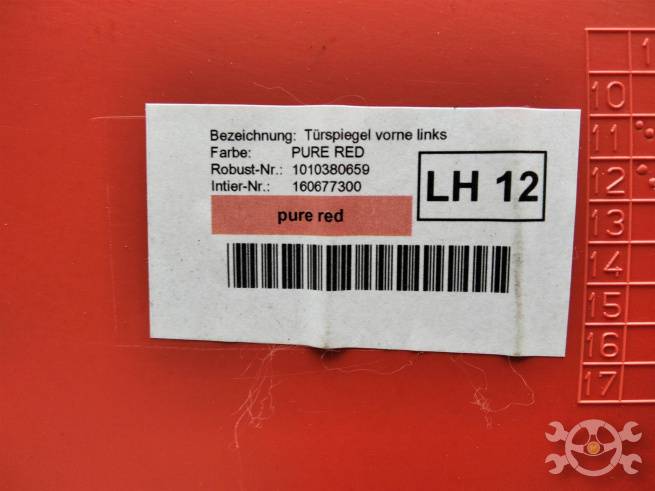 Bezeichnung: Türspiegel vorne links
Farbe: PURE RED
Robust-Nr.: 1010380659
Intier-Nr.: 160677300
LH 12
pure red
1
10
11
12
13
14
15
16
17